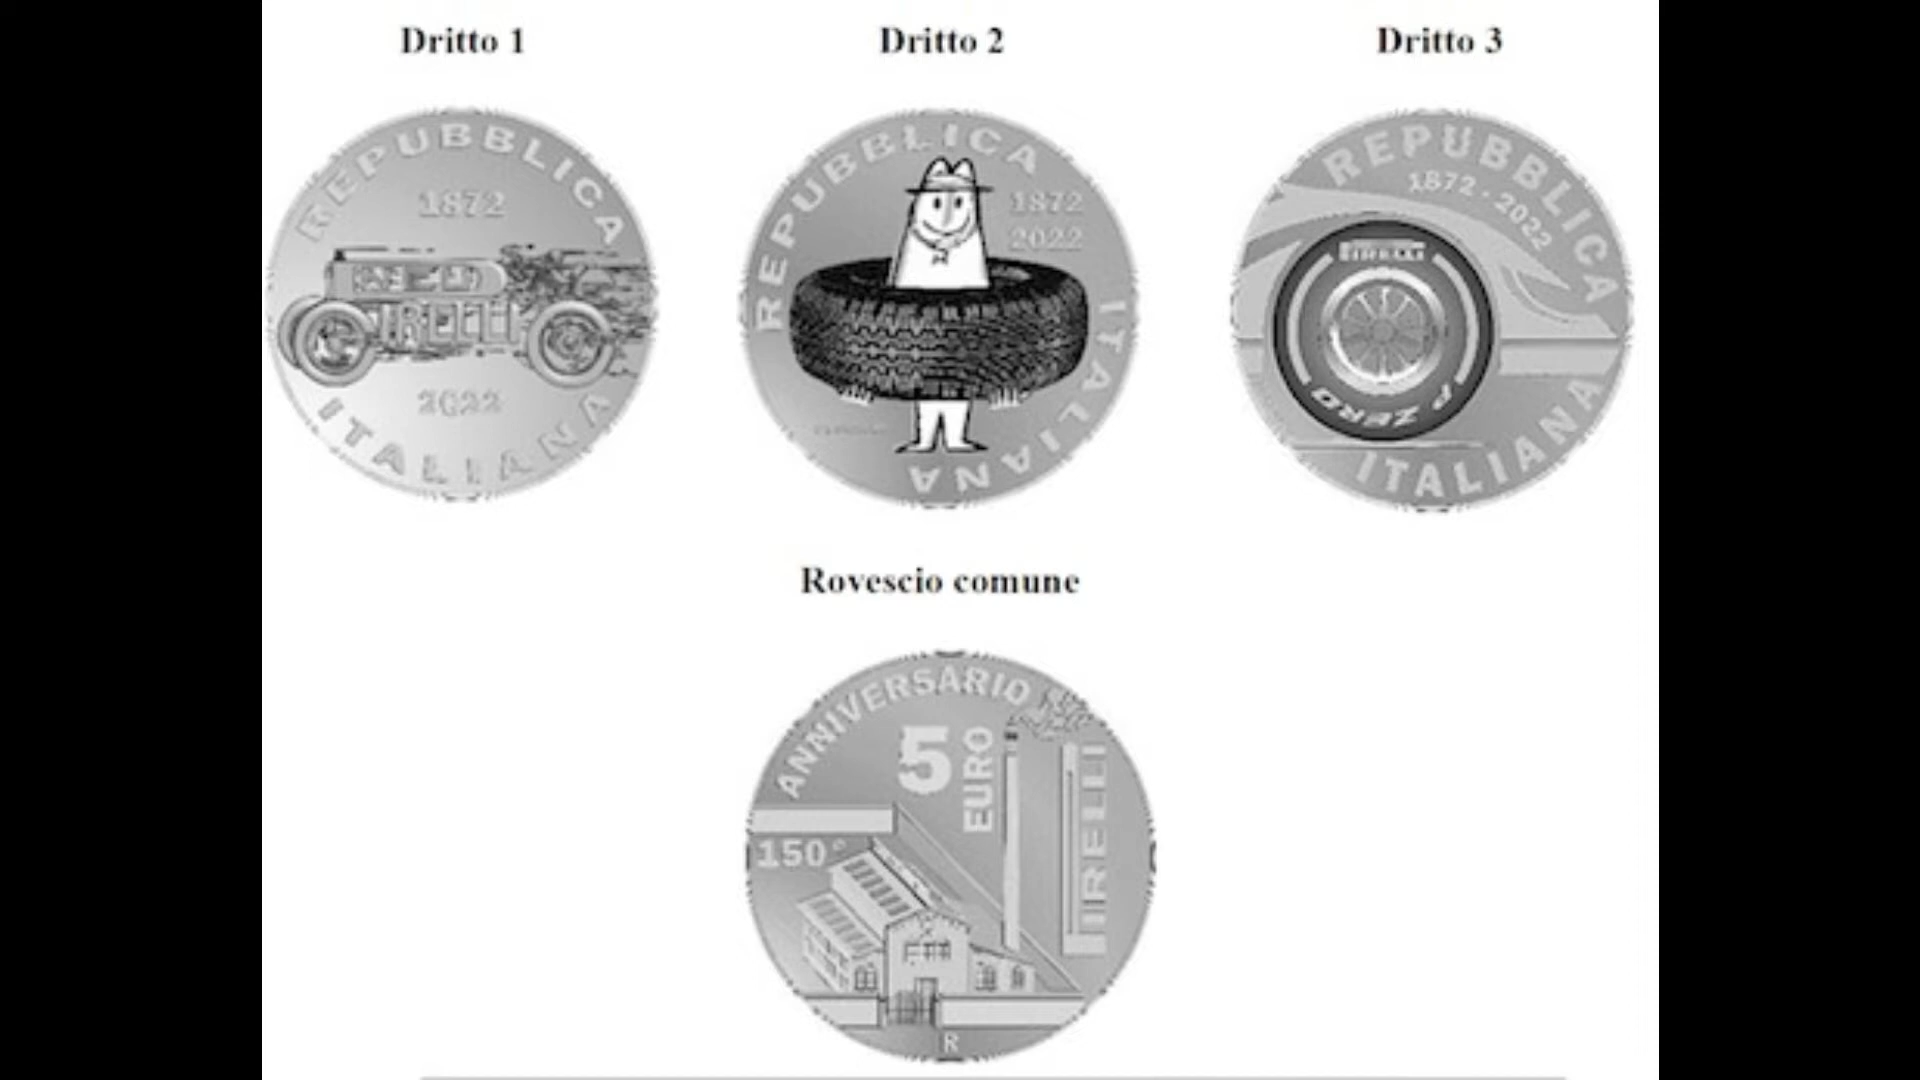 Dritto 1
Dritto 2
Dritto 3
REPUBBLICA
1872
PIRELLI
2022
ITALIANA
REPUBBLICA
1872
2022
ITALIANA
REPUBBLICA
1872 - 2022
PIRELLI
P ZERO
ITALIANA
Rovescio comune
ANNIVERSARIO
5
EURO
PIRELLI
150°
R